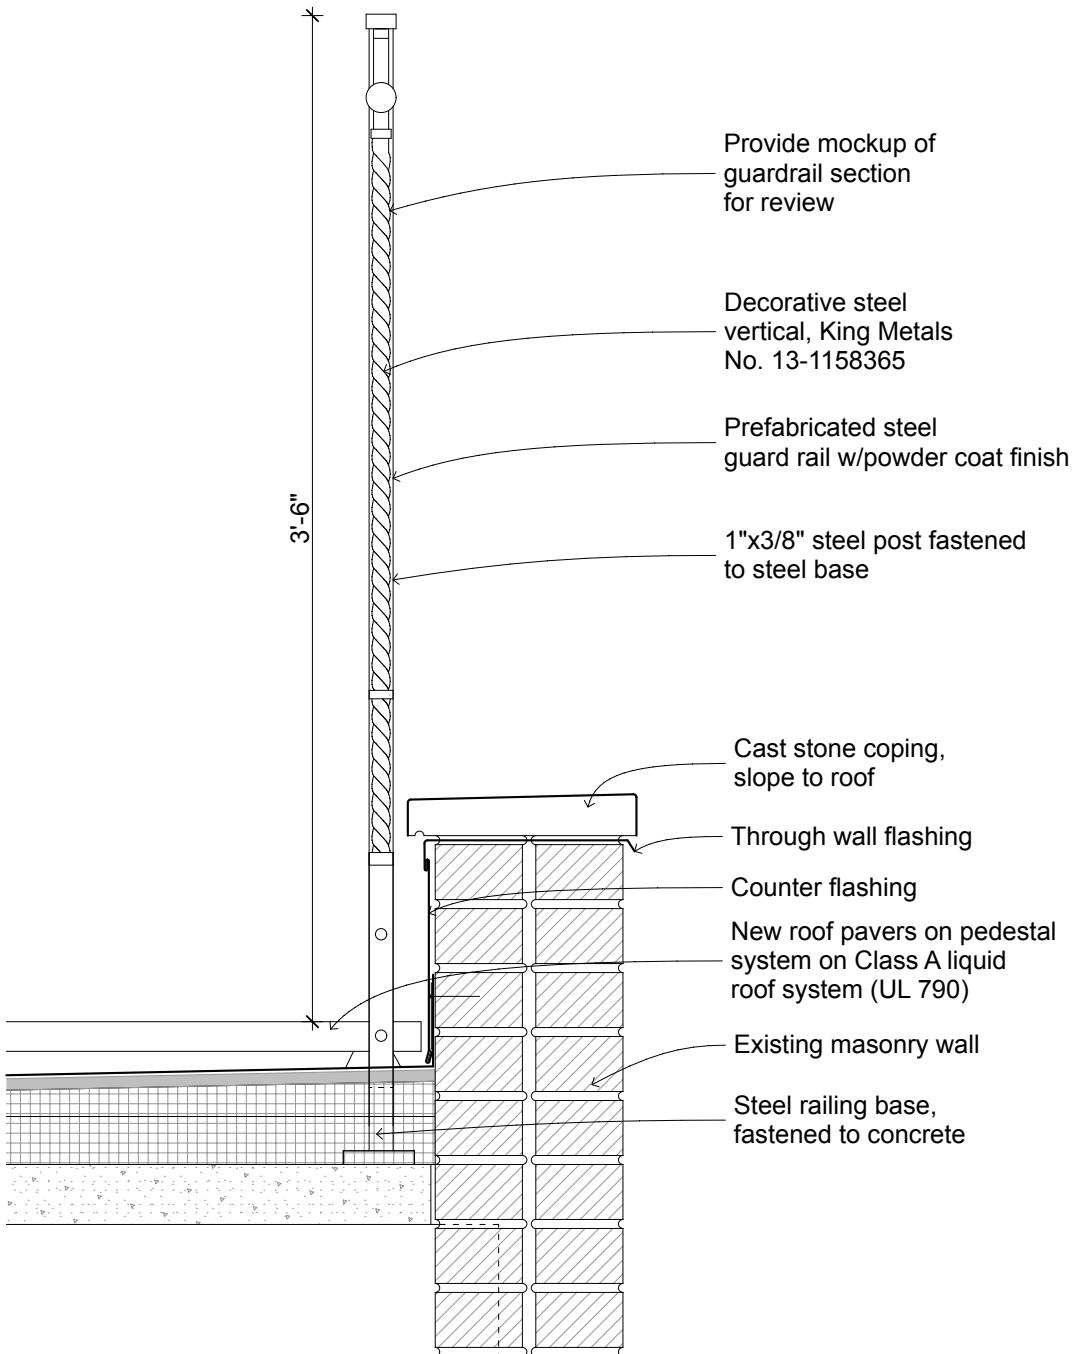 Provide mockup of
guardrail section
for review
Decorative steel
vertical, King Metals
No. 13-1158365
Prefabricated steel
guard rail w/powder coat finish
3'-6"
1"x3/8" steel post fastened
to steel base
Cast stone coping,
slope to roof
Through wall flashing
Counter flashing
New roof pavers on pedestal
system on Class A liquid
roof system (UL 790)
Existing masonry wall
Steel railing base,
fastened to concrete